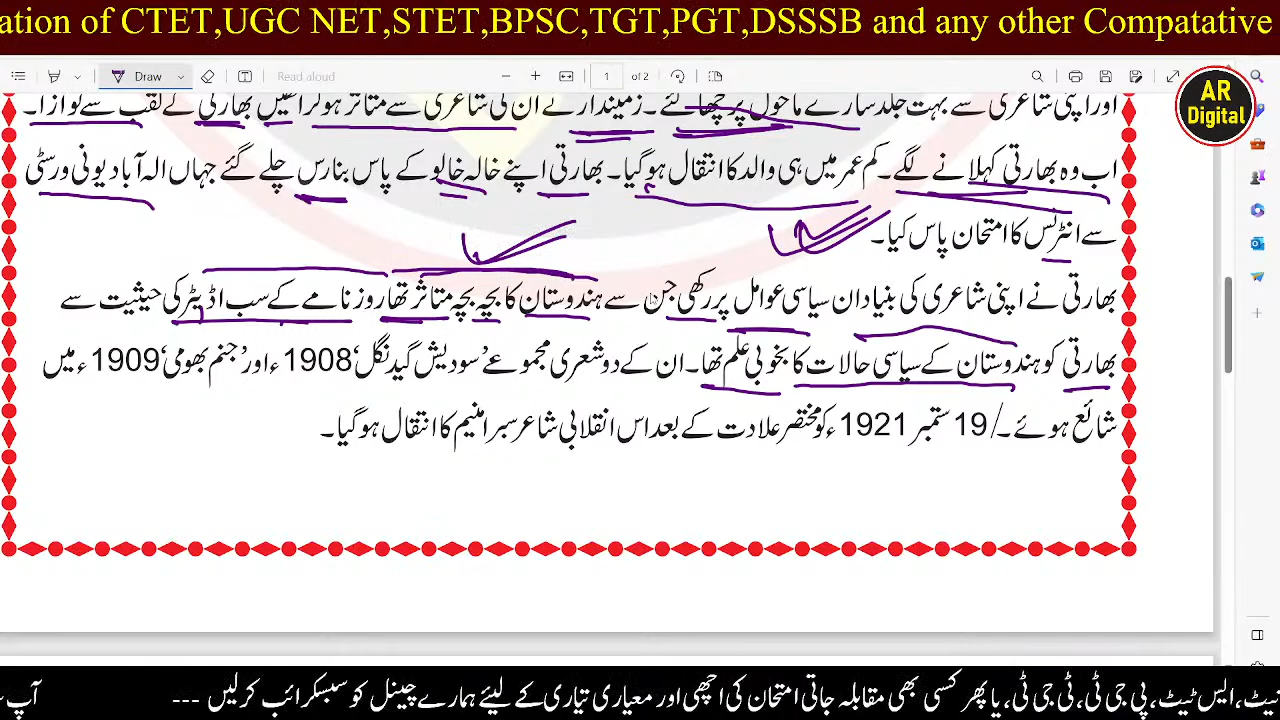 ation of CTET,UGC NET,STET,BPSC,TGT,PGT,DSSSB and any other Compatative
Draw
Read aloud
1 of 2
AR
Digital
اور اپنی شاعری سے بہت جلد سارے ماحول پر چھا گئے۔ زمیندار نے ان کی شاعری سے متاثر ہو کر انھیں بھارتی کے لقب سے نوازا۔
اب وہ بھارتی کہلانے لگے۔ کم عمر میں ہی والد کا انتقال ہو گیا۔ بھارتی اپنے خالہ خالو کے پاس بنارس چلے گئے جہاں الہ آباد یونی ورسٹی
سے انٹرنس کا امتحان پاس کیا۔
بھارتی نے اپنی شاعری کی بنیاد ان سیاسی عوامل پر رکھی جن سے ہندوستان کا بچہ بچہ متاثر تھا روزنامے کے سب اڈیٹر کی حیثیت سے
بھارتی کو ہندوستان کے سیاسی حالات کا بخوبی علم تھا۔ ان کے دو شعری مجموعے 'سودیش گیدنگل' 1908ء اور 'جنم بھومی' 1909ء میں
شائع ہوئے۔ /19 ستمبر 1921ء کو مختصر علادت کے بعد اس انقلابی شاعر سبرامنیم کا انتقال ہو گیا۔
ٹیٹ، ایس ٹیٹ، پی جی ٹی، ٹی جی ٹی، یا پھر کسی بھی مقابلہ جاتی امتحان کی اچھی اور معیاری تیاری کے لیئے ہمارے چینل کو سبسکرائب کرلیں --- آپ